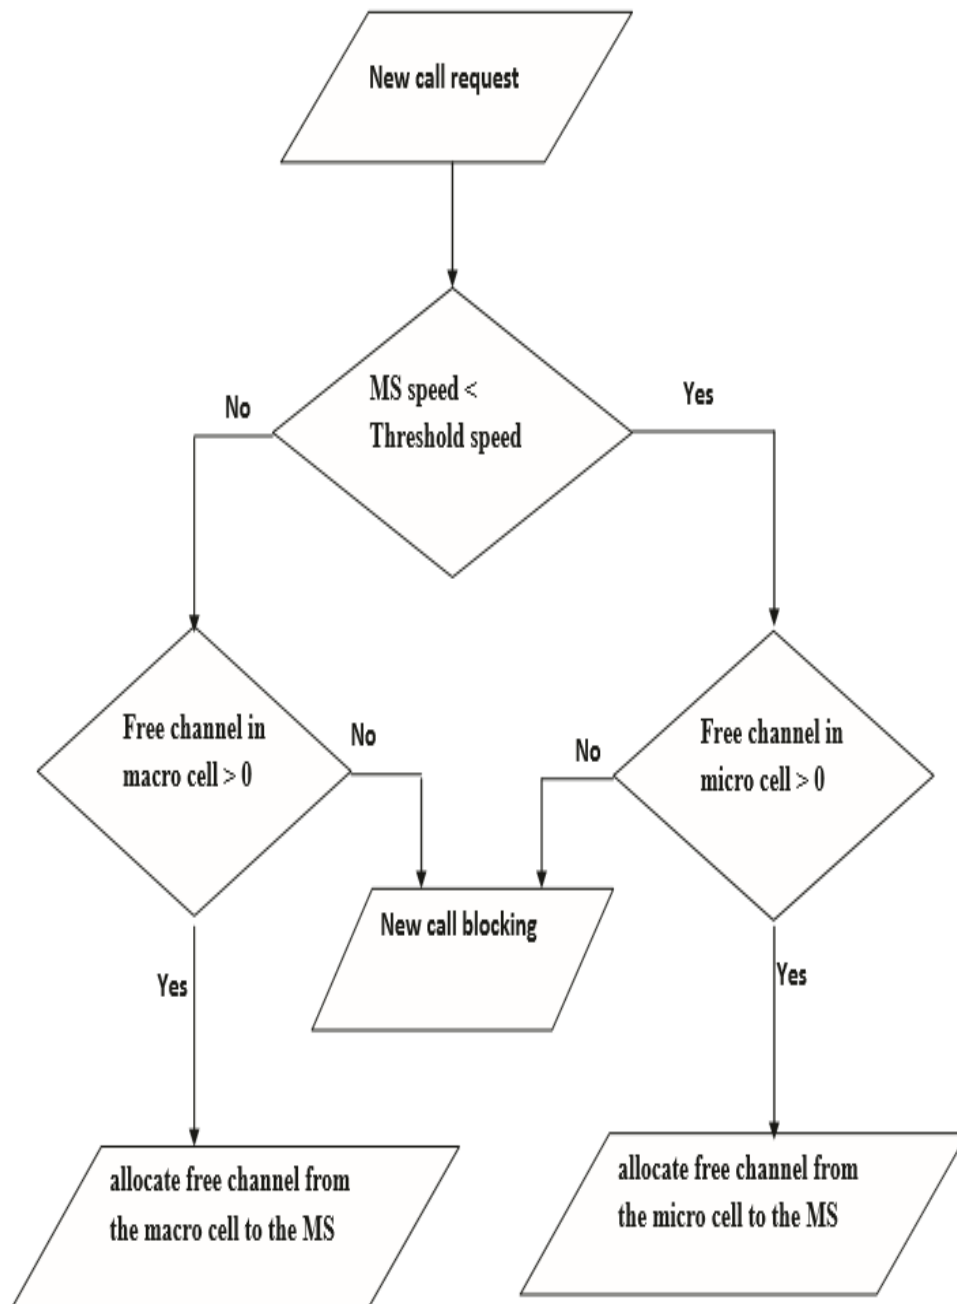 New call request
MS speed <
Threshold speed
No
Yes
Free channel in
macro cell > 0
No
No
Free channel in
micro cell > 0
New call blocking
Yes
Yes
allocate free channel from
the macro cell to the MS
allocate free channel from
the micro cell to the MS